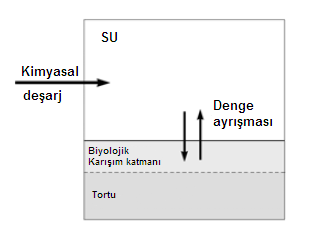 SU
Kimyasal
deşarj
Denge
ayrışması
Biyolojik
Karışım katmanı
Tortu